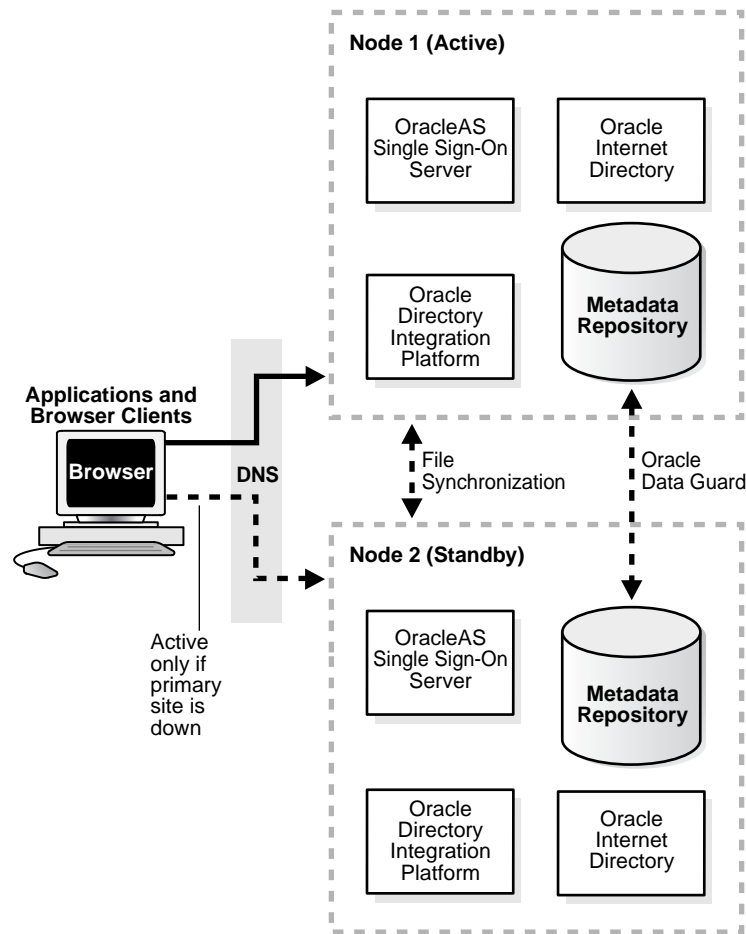 Node 1 (Active)
OracleAS
Single Sign-On
Server
Oracle
Internet
Directory
Oracle
Directory
Integration
Platform
Metadata
Repository
Applications and
Browser Clients
Browser
DNS
File
Synchronization
Oracle
Data Guard
Active
only if
primary
site is
down
Node 2 (Standby)
OracleAS
Single Sign-On
Server
Metadata
Repository
Oracle
Directory
Integration
Platform
Oracle
Internet
Directory